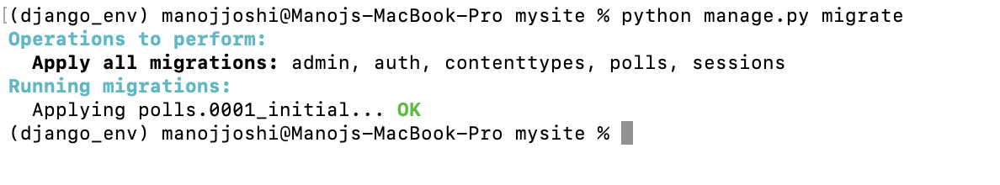 [(django_env) manojjoshi@Manojs-MacBook-Pro mysite % python manage.py migrate
Operations to perform:
  Apply all migrations: admin, auth, contenttypes, polls, sessions
Running migrations:
  Applying polls.0001_initial... OK
(django_env) manojjoshi@Manojs-MacBook-Pro mysite %